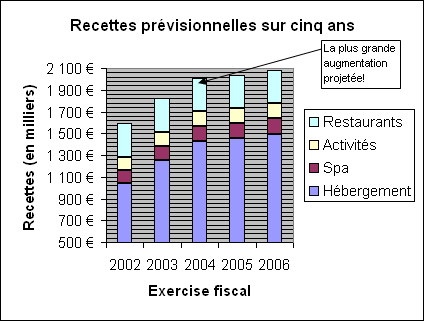 Recettes prévisionnelles sur cinq ans
La plus grande
augmentation
projetée!
Recettes (en milliers)
2 100 €
1 900 €
1 700 €
1 500 €
1 300 €
1 100 €
900 €
700 €
500 €
2002 2003 2004 2005 2006
Exercise fiscal
Restaurants
Activités
Spa
Hébergement